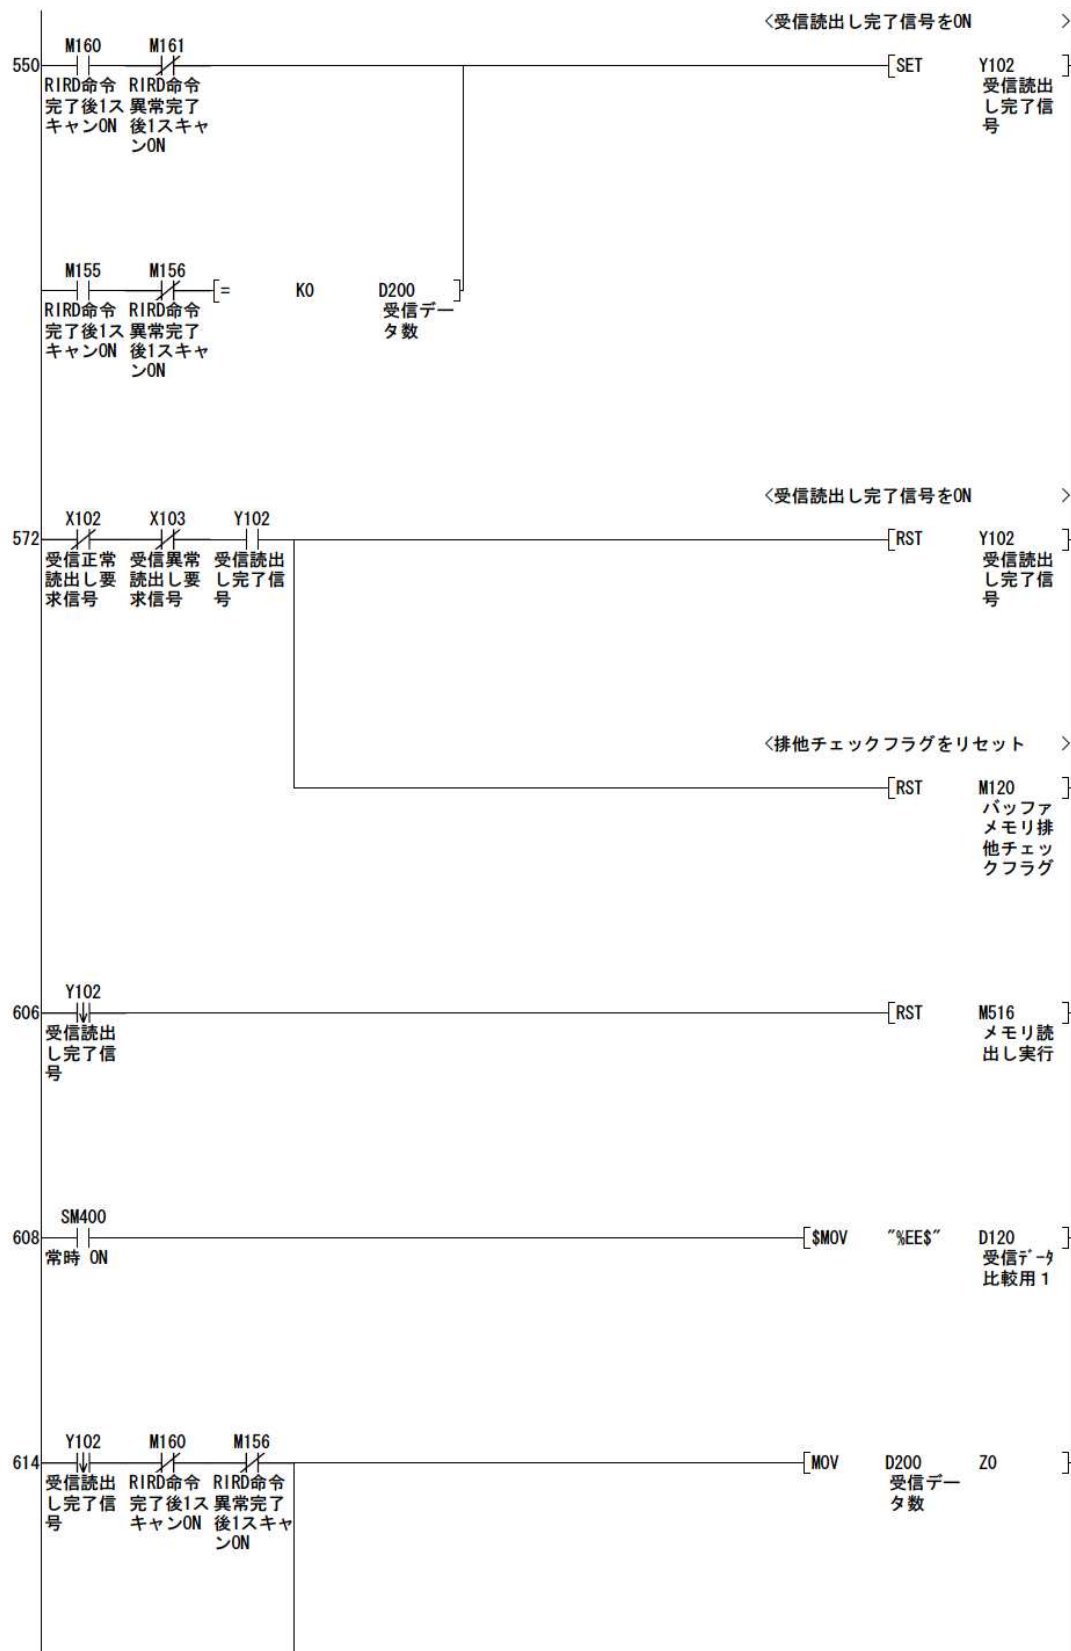 <受信読出し完了信号をON >
M160 M161
550 [SET Y102 ]
RIRD命令 RIRD命令 受信読出
完了後1ス 異常完了 し完了信
キャンON 後1スキャ 号
ンON
M155 M156
[= K0 D200 ]
RIRD命令 RIRD命令 受信デー
完了後1ス 異常完了 タ数
キャンON 後1スキャ
ンON
<受信読出し完了信号をON >
X102 X103 Y102
572 [RST Y102 ]
受信正常 受信異常 受信読出 受信読出
読出し要 読出し要 し完了信 し完了信
求信号 求信号 号 号
<排他チェックフラグをリセット >
[RST M120 ]
バッファ
メモリ排
他チェッ
クフラグ
Y102
606 [RST M516 ]
受信読出 メモリ読
し完了信 出し実行
号
SM400
608 [$MOV "%EE$" D120 ]
常時 ON 受信ﾃﾞｰﾀ
比較用１
Y102 M160 M156
614 [MOV D200 Z0 ]
受信読出 RIRD命令 RIRD命令 受信デー
し完了信 完了後1ス 異常完了 タ数
号 キャンON 後1スキャ
ンON